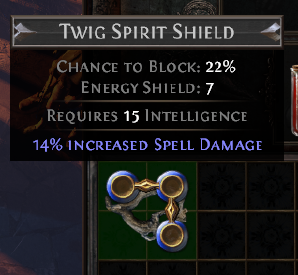 Twig Spirit Shield
Chance to Block: 22%
Energy Shield: 7
Requires 15 Intelligence
14% increased Spell Damage